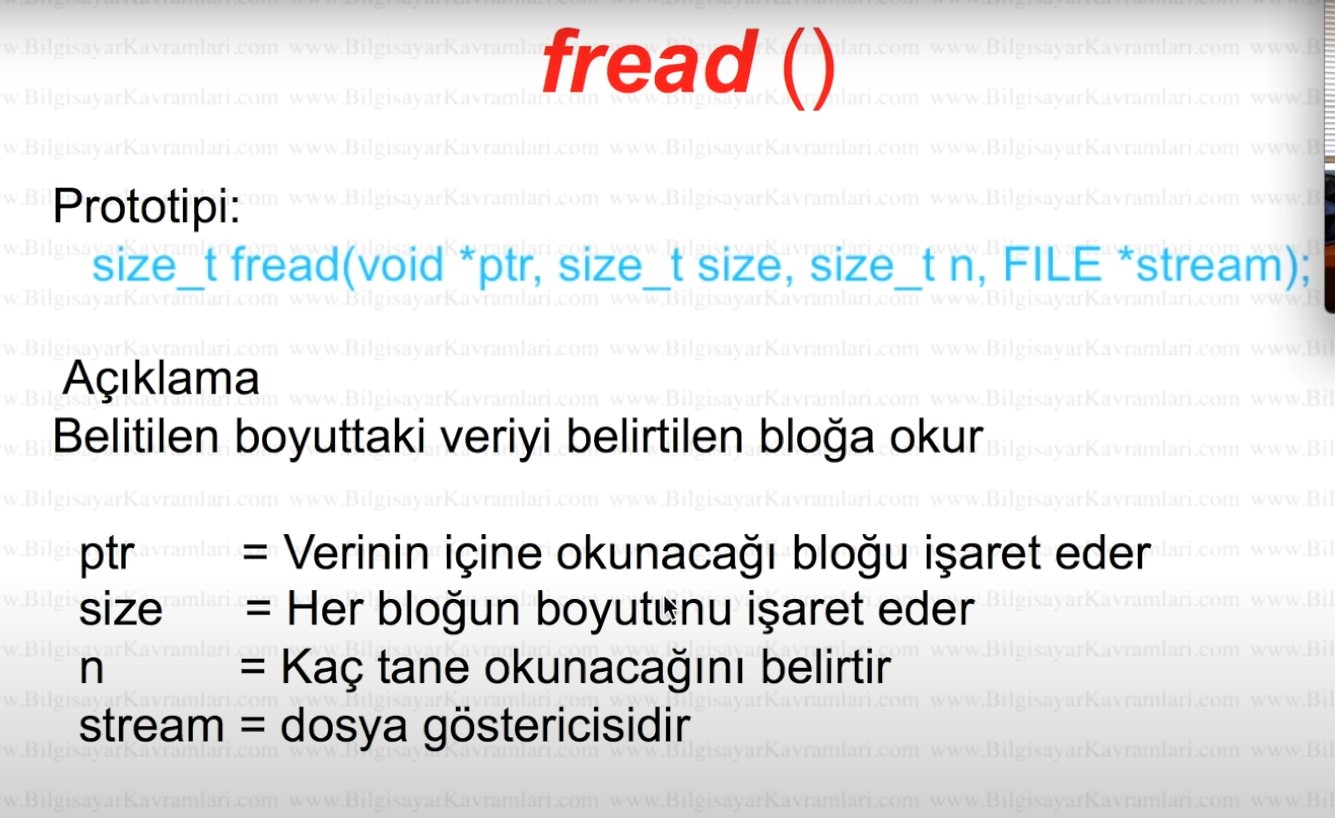 fread ()
Prototipi:
size_t fread(void *ptr, size_t size, size_t n, FILE *stream);
Açıklama
Belitilen boyuttaki veriyi belirtilen bloğa okur
ptr = Verinin içine okunacağı bloğu işaret eder
size = Her bloğun boyutunu işaret eder
n = Kaç tane okunacağını belirtir
stream = dosya göstericisidir
www.BilgisayarKavramlari.com